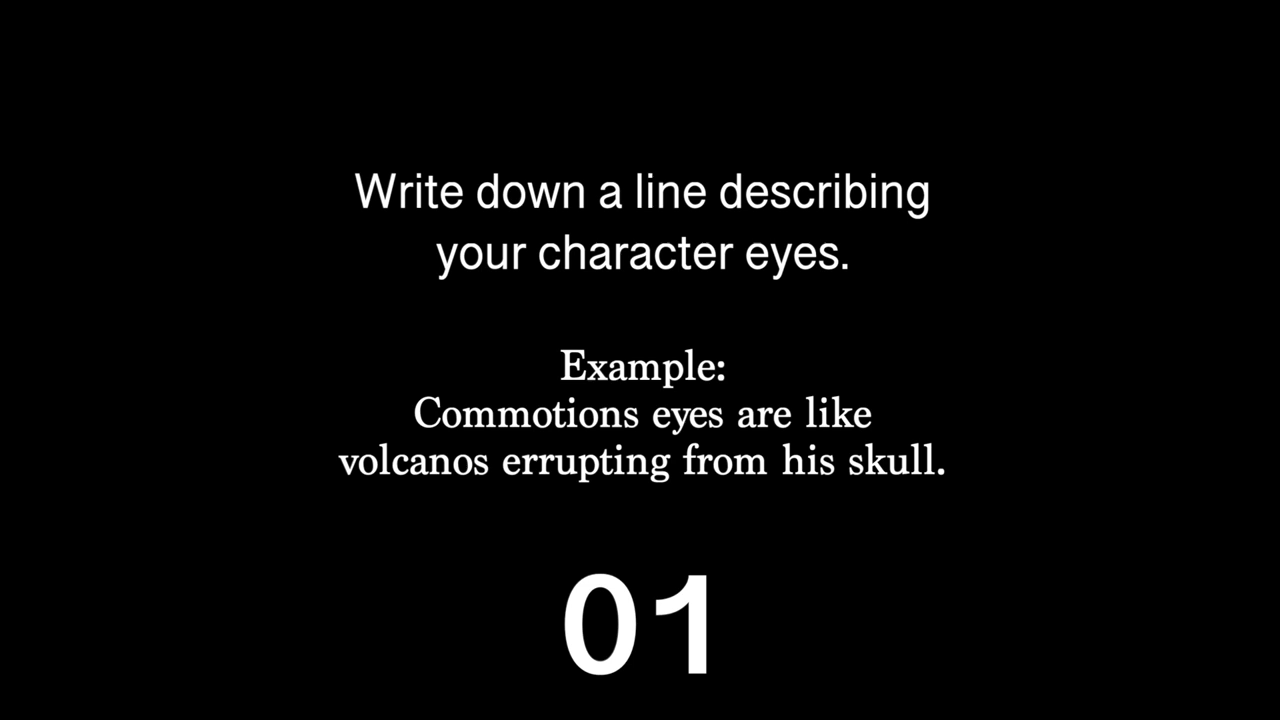 Write down a line describing
your character eyes.
Example:
Commotions eyes are like
volcanos errupting from his skull.
01